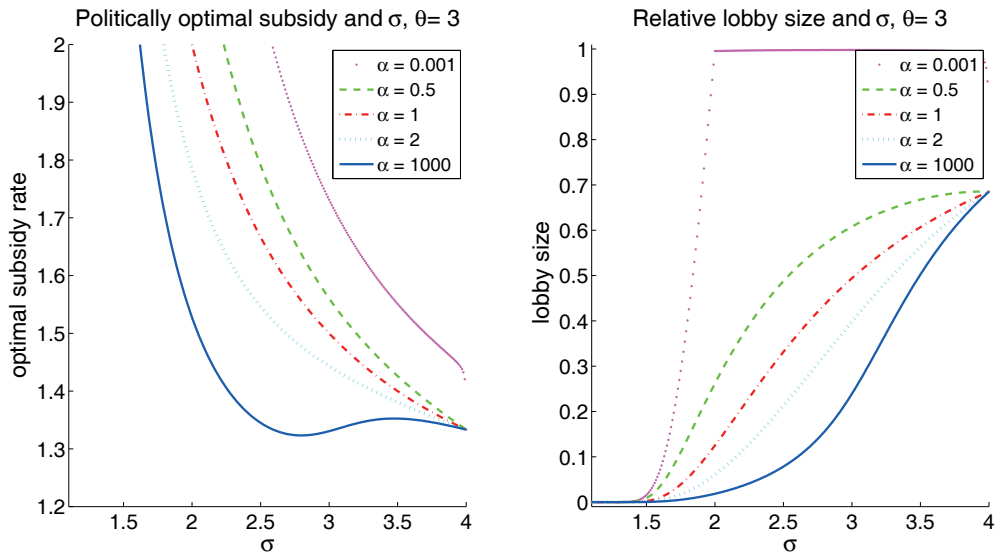 Politically optimal subsidy and σ, θ= 3
2
1.9
1.8
1.7
1.6
1.5
1.4
1.3
1.2
optimal subsidy rate
α = 0.001
α = 0.5
α = 1
α = 2
α = 1000
1.5 2 2.5 3 3.5 4
σ
Relative lobby size and σ, θ= 3
1
0.9
0.8
0.7
0.6
0.5
0.4
0.3
0.2
0.1
0
lobby size
α = 0.001
α = 0.5
α = 1
α = 2
α = 1000
1.5 2 2.5 3 3.5 4
σ